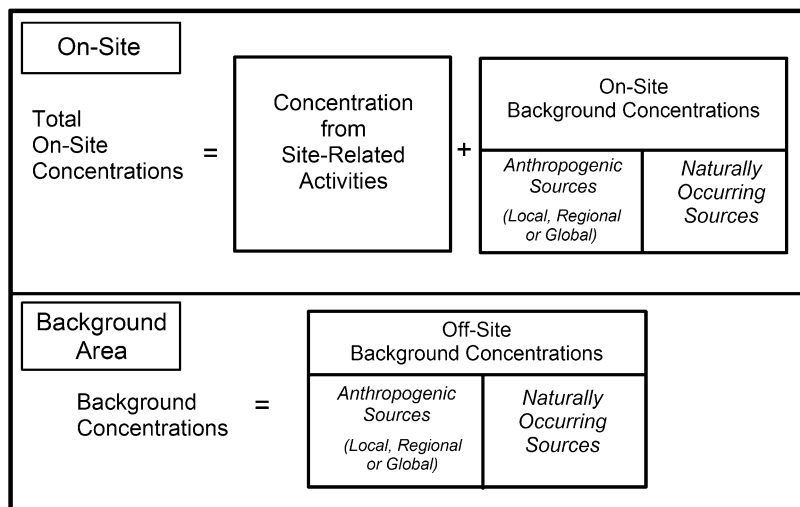 On-Site
Total
On-Site
Concentrations
=
Concentration
from
Site-Related
Activities
+
On-Site
Background Concentrations
Anthropogenic
Sources
(Local, Regional
or Global)
Naturally
Occurring
Sources
Background
Area
Background
Concentrations
=
Off-Site
Background Concentrations
Anthropogenic
Sources
(Local, Regional
or Global)
Naturally
Occurring
Sources